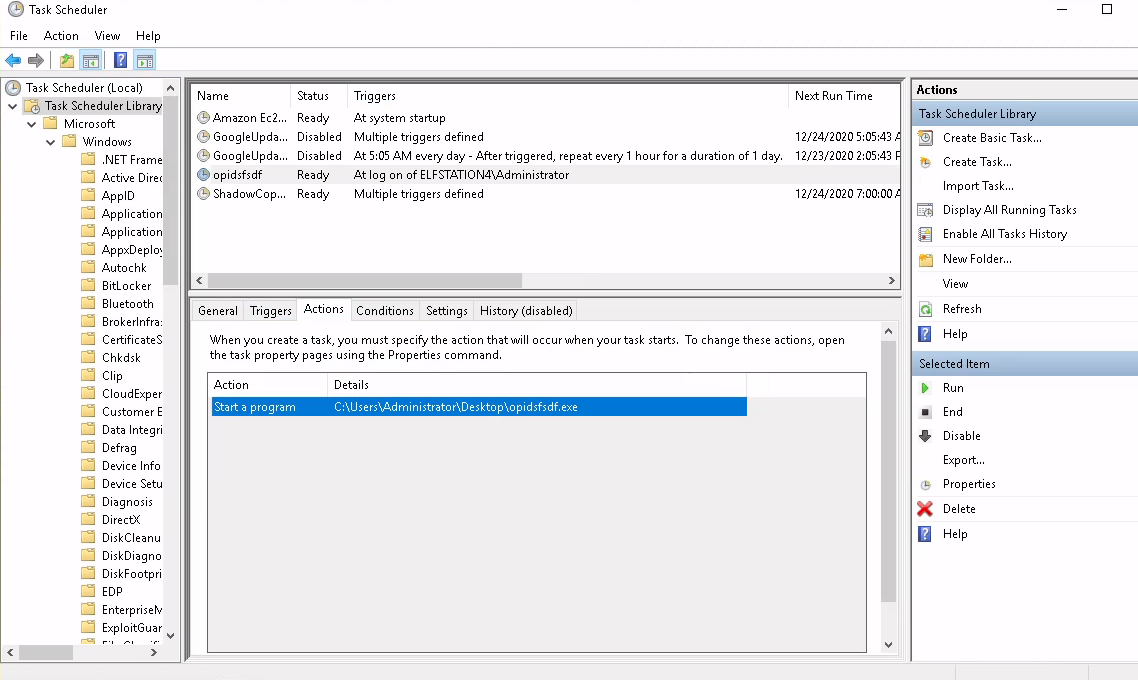 Task Scheduler
File Action View Help
Task Scheduler (Local)
Task Scheduler Library
Microsoft
Windows
.NET Frame
Active Direc
AppID
Application
Application
AppxDeploy
Autochk
BitLocker
Bluetooth
BrokerInfra:
CertificateS
Chkdsk
Clip
CloudExper
Customer E
Data Integri
Defrag
Device Info
Device Setu
Diagnosis
DirectX
DiskCleanu
DiskDiagno
DiskFootpri
EDP
EnterpriseM
ExploitGuar
Name Status Triggers Next Run Time
Amazon Ec2... Ready At system startup
GoogleUpda... Disabled Multiple triggers defined 12/24/2020 5:05:43 A
GoogleUpda... Disabled At 5:05 AM every day - After triggered, repeat every 1 hour for a duration of 1 day. 12/23/2020 2:05:43 P
opidsfsdf Ready At log on of ELFSTATION4\Administrator
ShadowCop... Ready Multiple triggers defined 12/24/2020 7:00:00 A
General Triggers Actions Conditions Settings History (disabled)
When you create a task, you must specify the action that will occur when your task starts. To change these actions, open
the task property pages using the Properties command.
Action Details
Start a program C:\Users\Administrator\Desktop\opidsfsdf.exe
Actions
Task Scheduler Library
Create Basic Task...
Create Task...
Import Task...
Display All Running Tasks
Enable All Tasks History
New Folder...
View
Refresh
Help
Selected Item
Run
End
Disable
Export...
Properties
Delete
Help